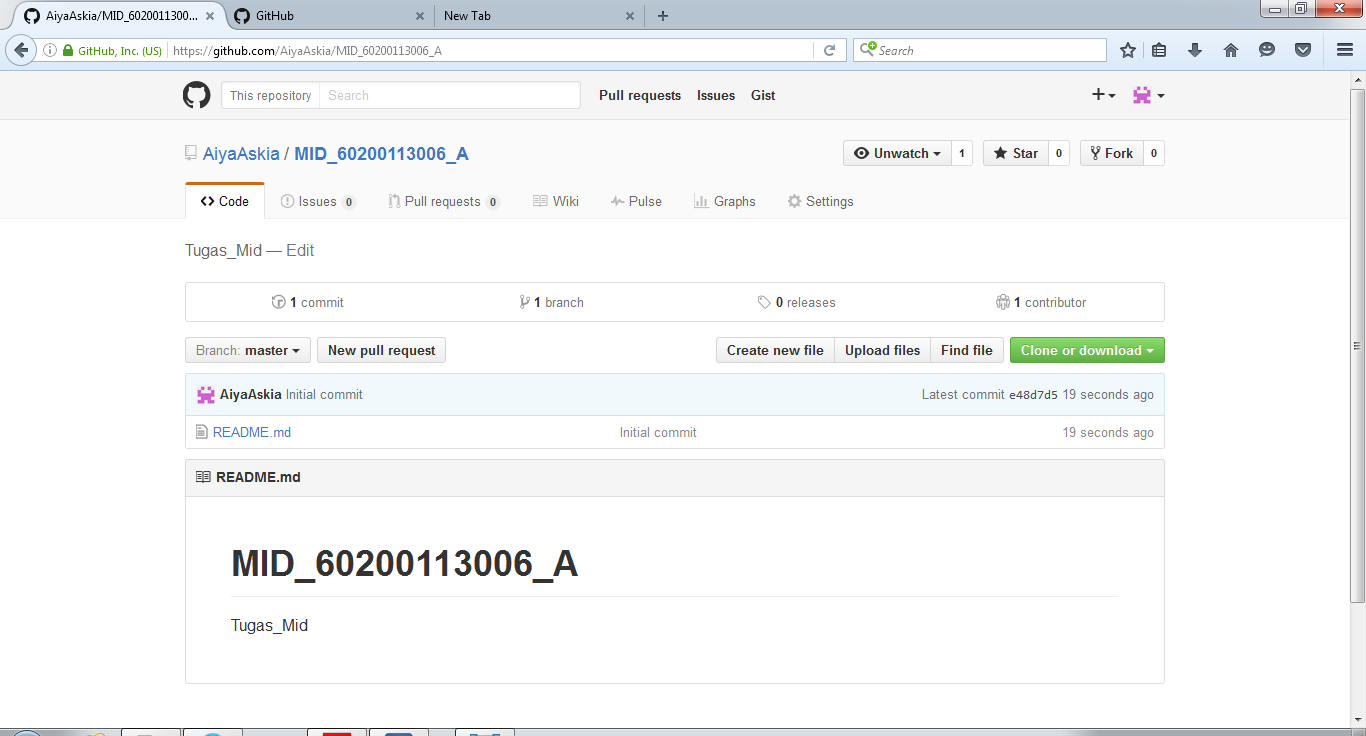 AiyaAskia/MID_6020011300... GitHub New Tab
GitHub, Inc. (US) https://github.com/AiyaAskia/MID_60200113006_A Search
This repository Search Pull requests Issues Gist
AiyaAskia / MID_60200113006_A Unwatch 1 Star 0 Fork 0
Code Issues 0 Pull requests 0 Wiki Pulse Graphs Settings
Tugas_Mid — Edit
1 commit 1 branch 0 releases 1 contributor
Branch: master New pull request Create new file Upload files Find file Clone or download
AiyaAskia Initial commit Latest commit e48d7d5 19 seconds ago
README.md Initial commit 19 seconds ago
README.md
MID_60200113006_A
Tugas_Mid